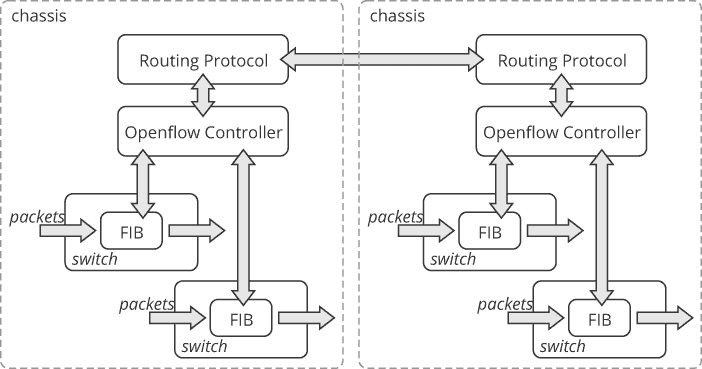 chassis
Routing Protocol
Openflow Controller
packets
FIB
switch
packets
FIB
switch
chassis
Routing Protocol
Openflow Controller
packets
FIB
switch
packets
FIB
switch